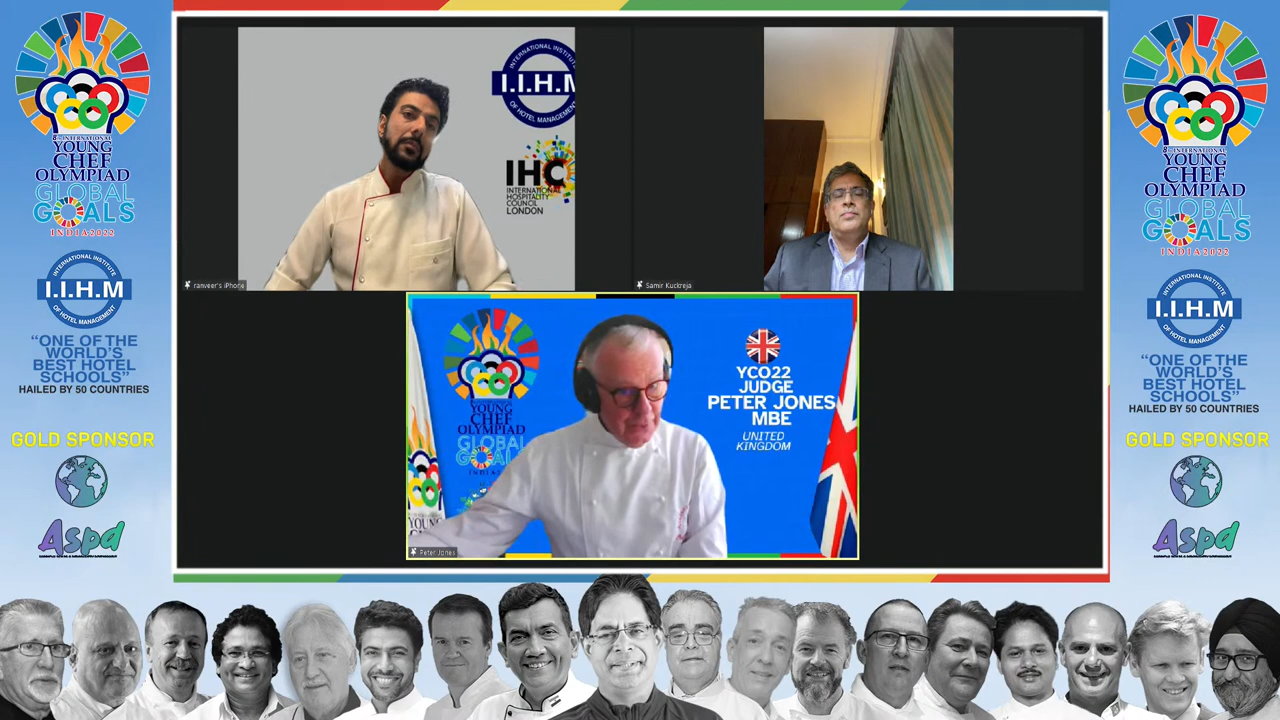 8th INTERNATIONAL
YOUNG
CHEF
OLYMPIAD
GLOBAL
GOALS
INDIA 2022
INTERNATIONAL INSTITUTE
I.I.H.M
OF HOTEL MANAGEMENT
“ONE OF THE
WORLD'S
BEST HOTEL
SCHOOLS”
HAILED BY 50 COUNTRIES
GOLD SPONSOR
Aspd
INTERNATIONAL INSTITUTE
I.I.H.M
OF HOTEL MANAGEMENT
IHC
INTERNATIONAL
HOSPITALITY
COUNCIL
LONDON
ranveer's iPhone
Samir Kuckreja
YOUNG
CHEF
OLYMPIAD
GLOBAL
GOALS
YCO22
JUDGE
PETER JONES
MBE
UNITED
KINGDOM
YOUNG
Peter Jones
8th INTERNATIONAL
YOUNG
CHEF
OLYMPIAD
GLOBAL
GOALS
INDIA 2022
INTERNATIONAL INSTITUTE
I.I.H.M
OF HOTEL MANAGEMENT
“ONE OF THE
WORLD'S
BEST HOTEL
SCHOOLS”
HAILED BY 50 COUNTRIES
GOLD SPONSOR
Aspd